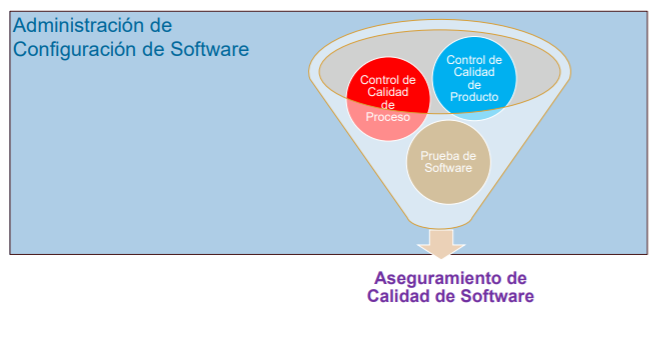 Administración de
Configuración de Software
Control de
Calidad
de
Proceso
Control de
Calidad
de
Producto
Prueba de
Software
Aseguramiento de
Calidad de Software